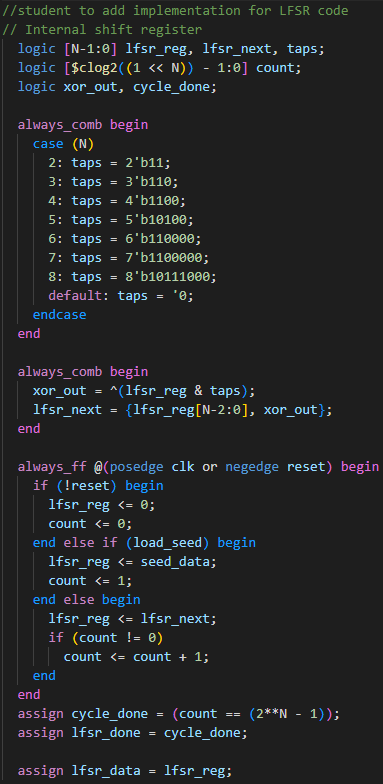 //student to add implementation for LFSR code
// Internal shift register
  logic [N-1:0] lfsr_reg, lfsr_next, taps;
  logic [$clog2((1 << N)) - 1:0] count;
  logic xor_out, cycle_done;

  always_comb begin
    case (N)
      2: taps = 2'b11;
      3: taps = 3'b110;
      4: taps = 4'b1100;
      5: taps = 5'b10100;
      6: taps = 6'b110000;
      7: taps = 7'b1100000;
      8: taps = 8'b10111000;
      default: taps = '0;
    endcase
  end

  always_comb begin
    xor_out = ^(lfsr_reg & taps);
    lfsr_next = {lfsr_reg[N-2:0], xor_out};
  end

  always_ff @(posedge clk or negedge reset) begin
    if (!reset) begin
      lfsr_reg <= 0;
      count <= 0;
    end else if (load_seed) begin
      lfsr_reg <= seed_data;
      count <= 1;
    end else begin
      lfsr_reg <= lfsr_next;
      if (count != 0)
        count <= count + 1;
    end
  end
  assign cycle_done = (count == (2**N - 1));
  assign lfsr_done = cycle_done;

  assign lfsr_data = lfsr_reg;